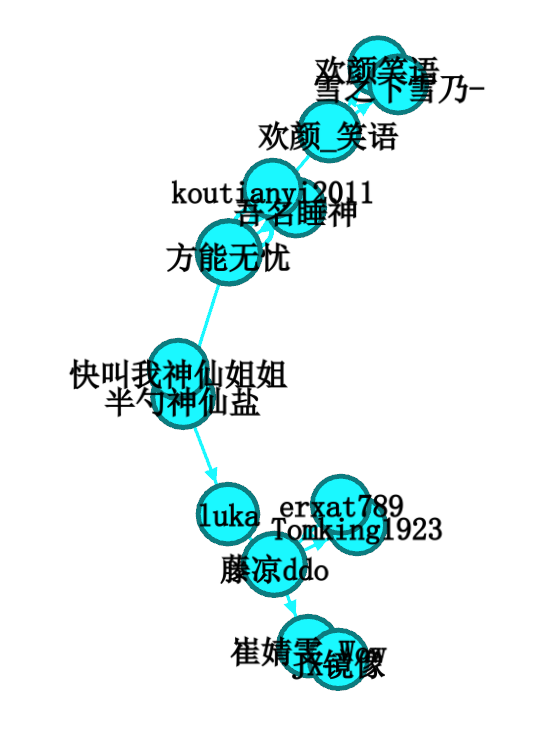 欢颜笑语
雪之下雪乃-
欢颜_笑语
koutianyi2011
吾名睡神
方能无忧
快叫我神仙姐姐
半勺神仙盐
luka
erxat789
Tomking1923
藤凉ddo
崔婧雯_Wow
镜像